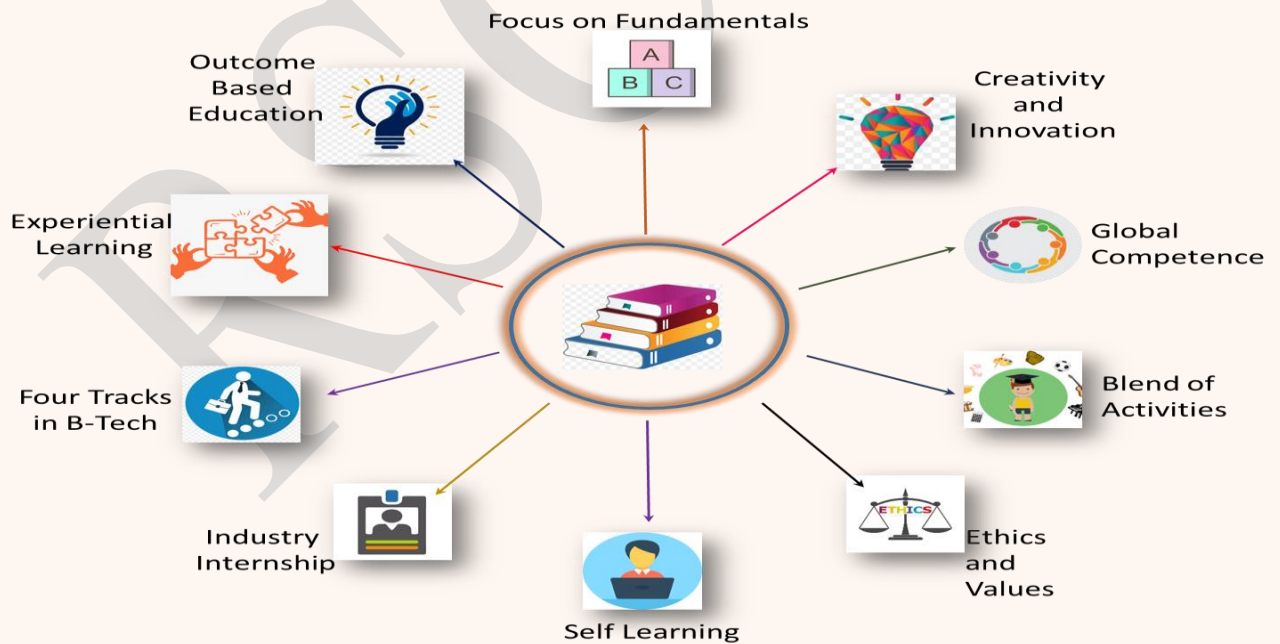 Focus on Fundamentals
A
B C
Outcome
Based
Education
Creativity
and
Innovation
Experiential
Learning
Global
Competence
Four Tracks
in B-Tech
Blend of
Activities
Industry
Internship
ETHICS
Ethics
and
Values
Self Learning